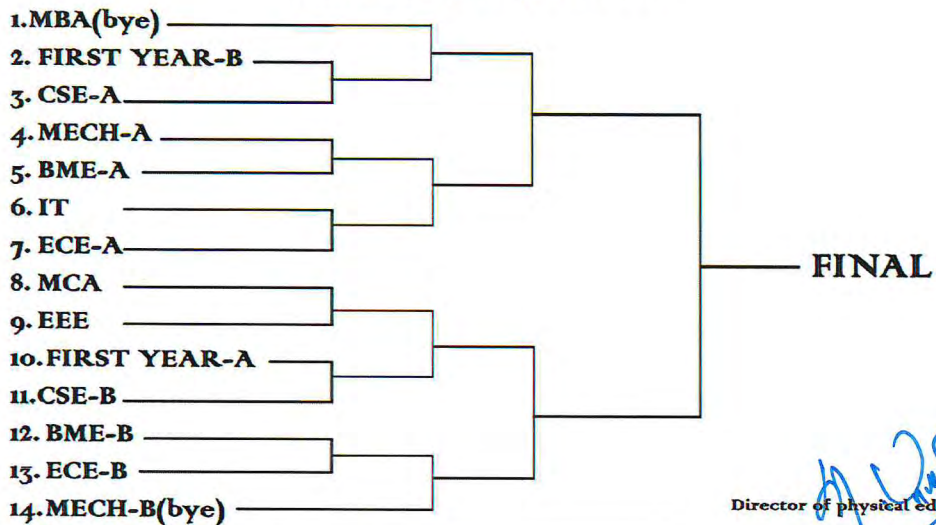 1.MBA(bye)
2. FIRST YEAR-B
3. CSE-A
4. MECH-A
5. BME-A
6. IT
7. ECE-A
8. MCA
9. EEE
10.FIRST YEAR-A
11.CSE-B
12. BME-B
13. ECE-B
14.MECH-B(bye)
FINAL
Director of physical ed